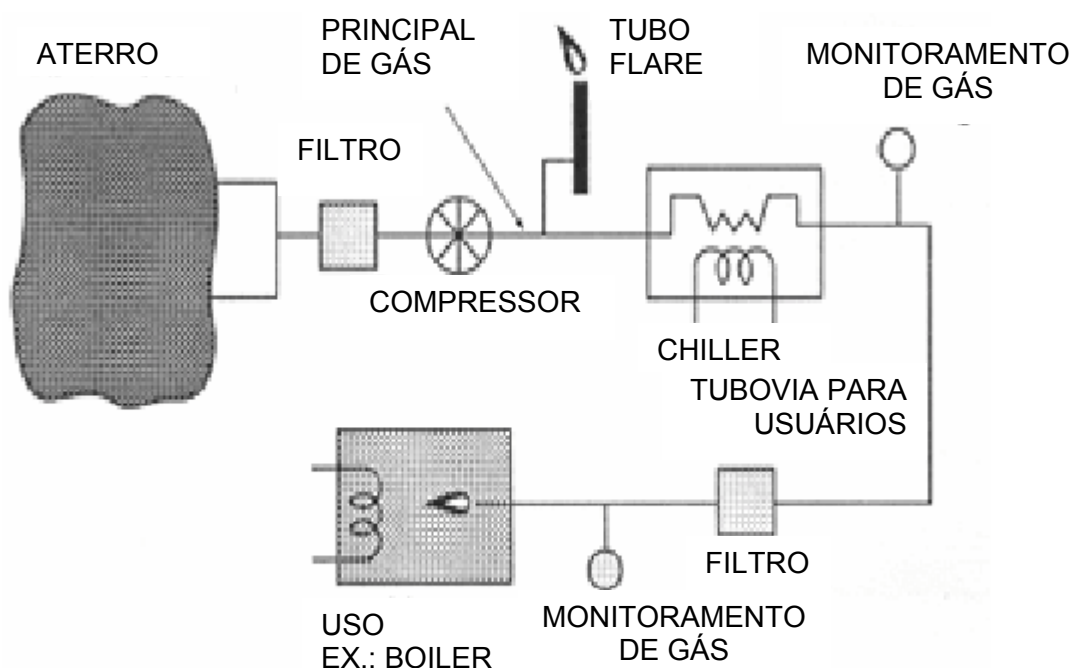 ATERRO
PRINCIPAL
DE GÁS
TUBO
FLARE
MONITORAMENTO
DE GÁS
FILTRO
COMPRESSOR
CHILLER
TUBOVIA PARA
USUÁRIOS
FILTRO
MONITORAMENTO
DE GÁS
USO
EX.: BOILER